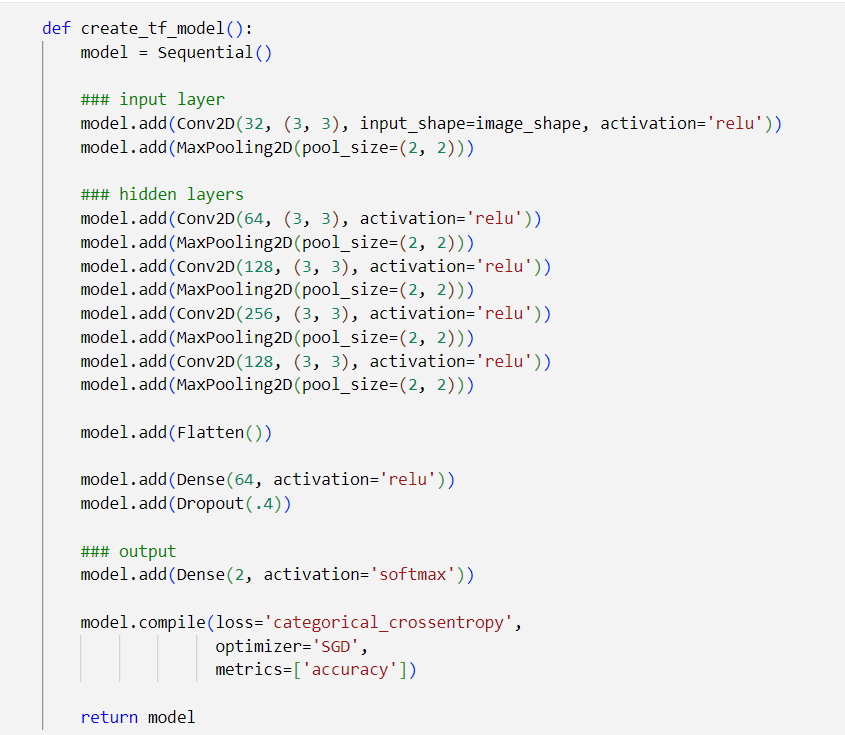 def create_tf_model():
    model = Sequential()

    ### input layer
    model.add(Conv2D(32, (3, 3), input_shape=image_shape, activation='relu'))
    model.add(MaxPooling2D(pool_size=(2, 2)))

    ### hidden layers
    model.add(Conv2D(64, (3, 3), activation='relu'))
    model.add(MaxPooling2D(pool_size=(2, 2)))
    model.add(Conv2D(128, (3, 3), activation='relu'))
    model.add(MaxPooling2D(pool_size=(2, 2)))
    model.add(Conv2D(256, (3, 3), activation='relu'))
    model.add(MaxPooling2D(pool_size=(2, 2)))
    model.add(Conv2D(128, (3, 3), activation='relu'))
    model.add(MaxPooling2D(pool_size=(2, 2)))

    model.add(Flatten())

    model.add(Dense(64, activation='relu'))
    model.add(Dropout(.4))

    ### output
    model.add(Dense(2, activation='softmax'))

    model.compile(loss='categorical_crossentropy',
                  optimizer='SGD',
                  metrics=['accuracy'])

    return model